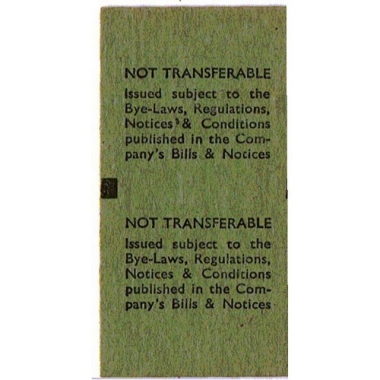 NOT TRANSFERABLE
Issued subject to the
Bye-Laws, Regulations,
Notices & Conditions
published in the Com-
pany's Bills & Notices
NOT TRANSFERABLE
Issued subject to the
Bye-Laws, Regulations,
Notices & Conditions
published in the Com-
pany's Bills & Notices